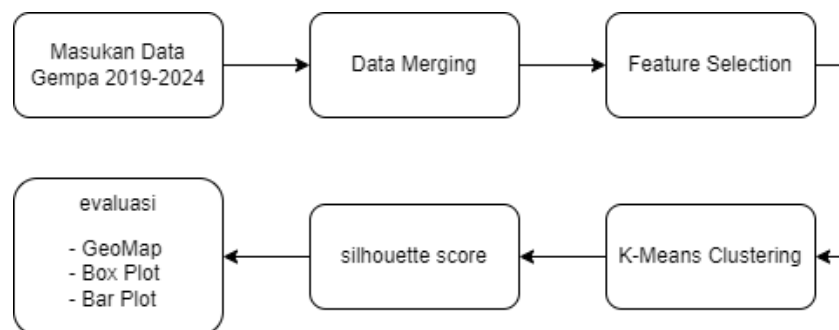 Masukan Data
Gempa 2019-2024
Data Merging
Feature Selection
K-Means Clustering
silhouette score
evaluasi
- GeoMap
- Box Plot
- Bar Plot